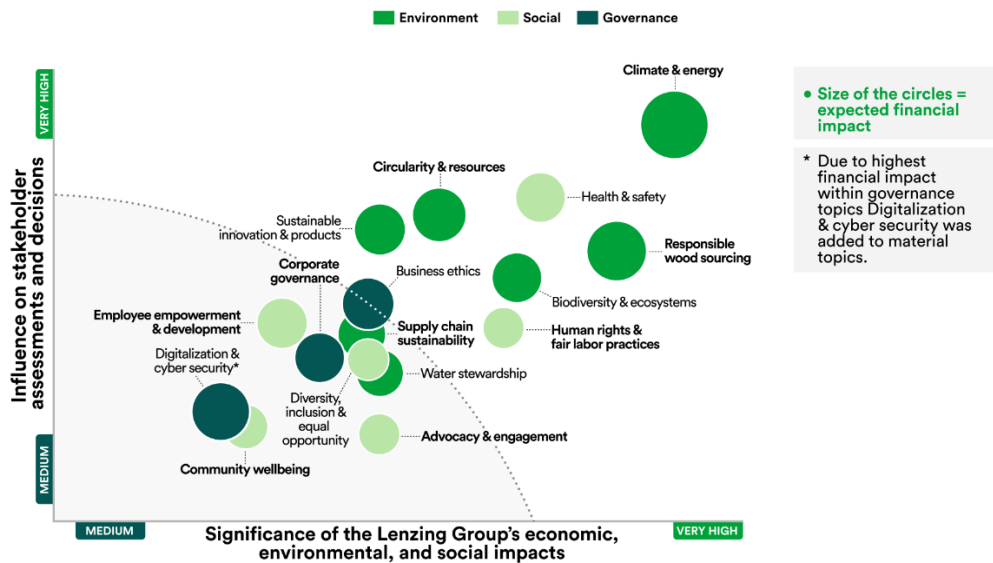 Environment
Social
Governance
Climate & energy
VERY HIGH
● Size of the circles =
expected financial
impact
* Due to highest
financial impact
within governance
topics Digitalization
& cyber security was
added to material
topics.
Influence on stakeholder
assessments and decisions
Circularity & resources
Health & safety
Sustainable
innovation & products
Responsible
wood sourcing
Corporate
governance
Business ethics
Biodiversity & ecosystems
Employee empowerment
& development
Supply chain
sustainability
Human rights &
fair labor practices
Digitalization &
cyber security*
Water stewardship
Diversity,
inclusion &
equal
opportunity
Advocacy & engagement
Community wellbeing
MEDIUM
MEDIUM
Significance of the Lenzing Group's economic,
environmental, and social impacts
VERY HIGH